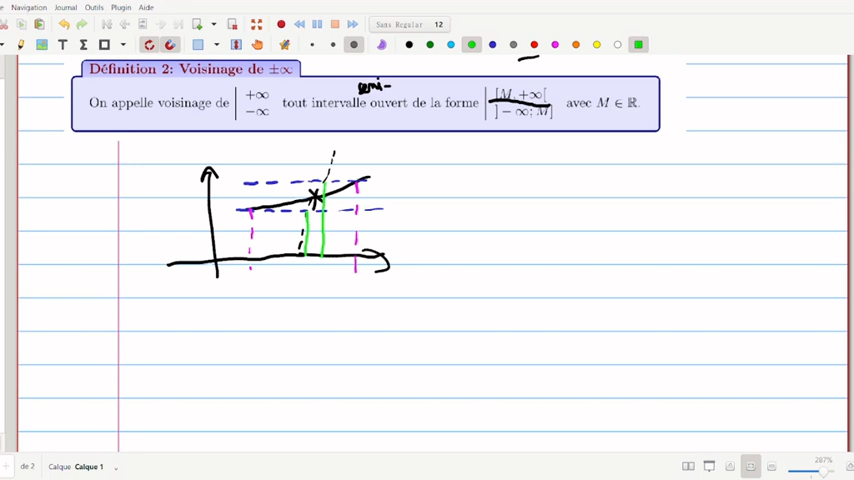 Navigation Journal Outils Plugin Aide
Sans Regular 12
Définition 2: Voisinage de ±∞
semi-
On appelle voisinage de | +∞ tout intervalle ouvert de la forme | [M, +∞[ avec M ∈ ℝ.
-∞ ]-∞; M]
de 2 Calque Calque 1 287%